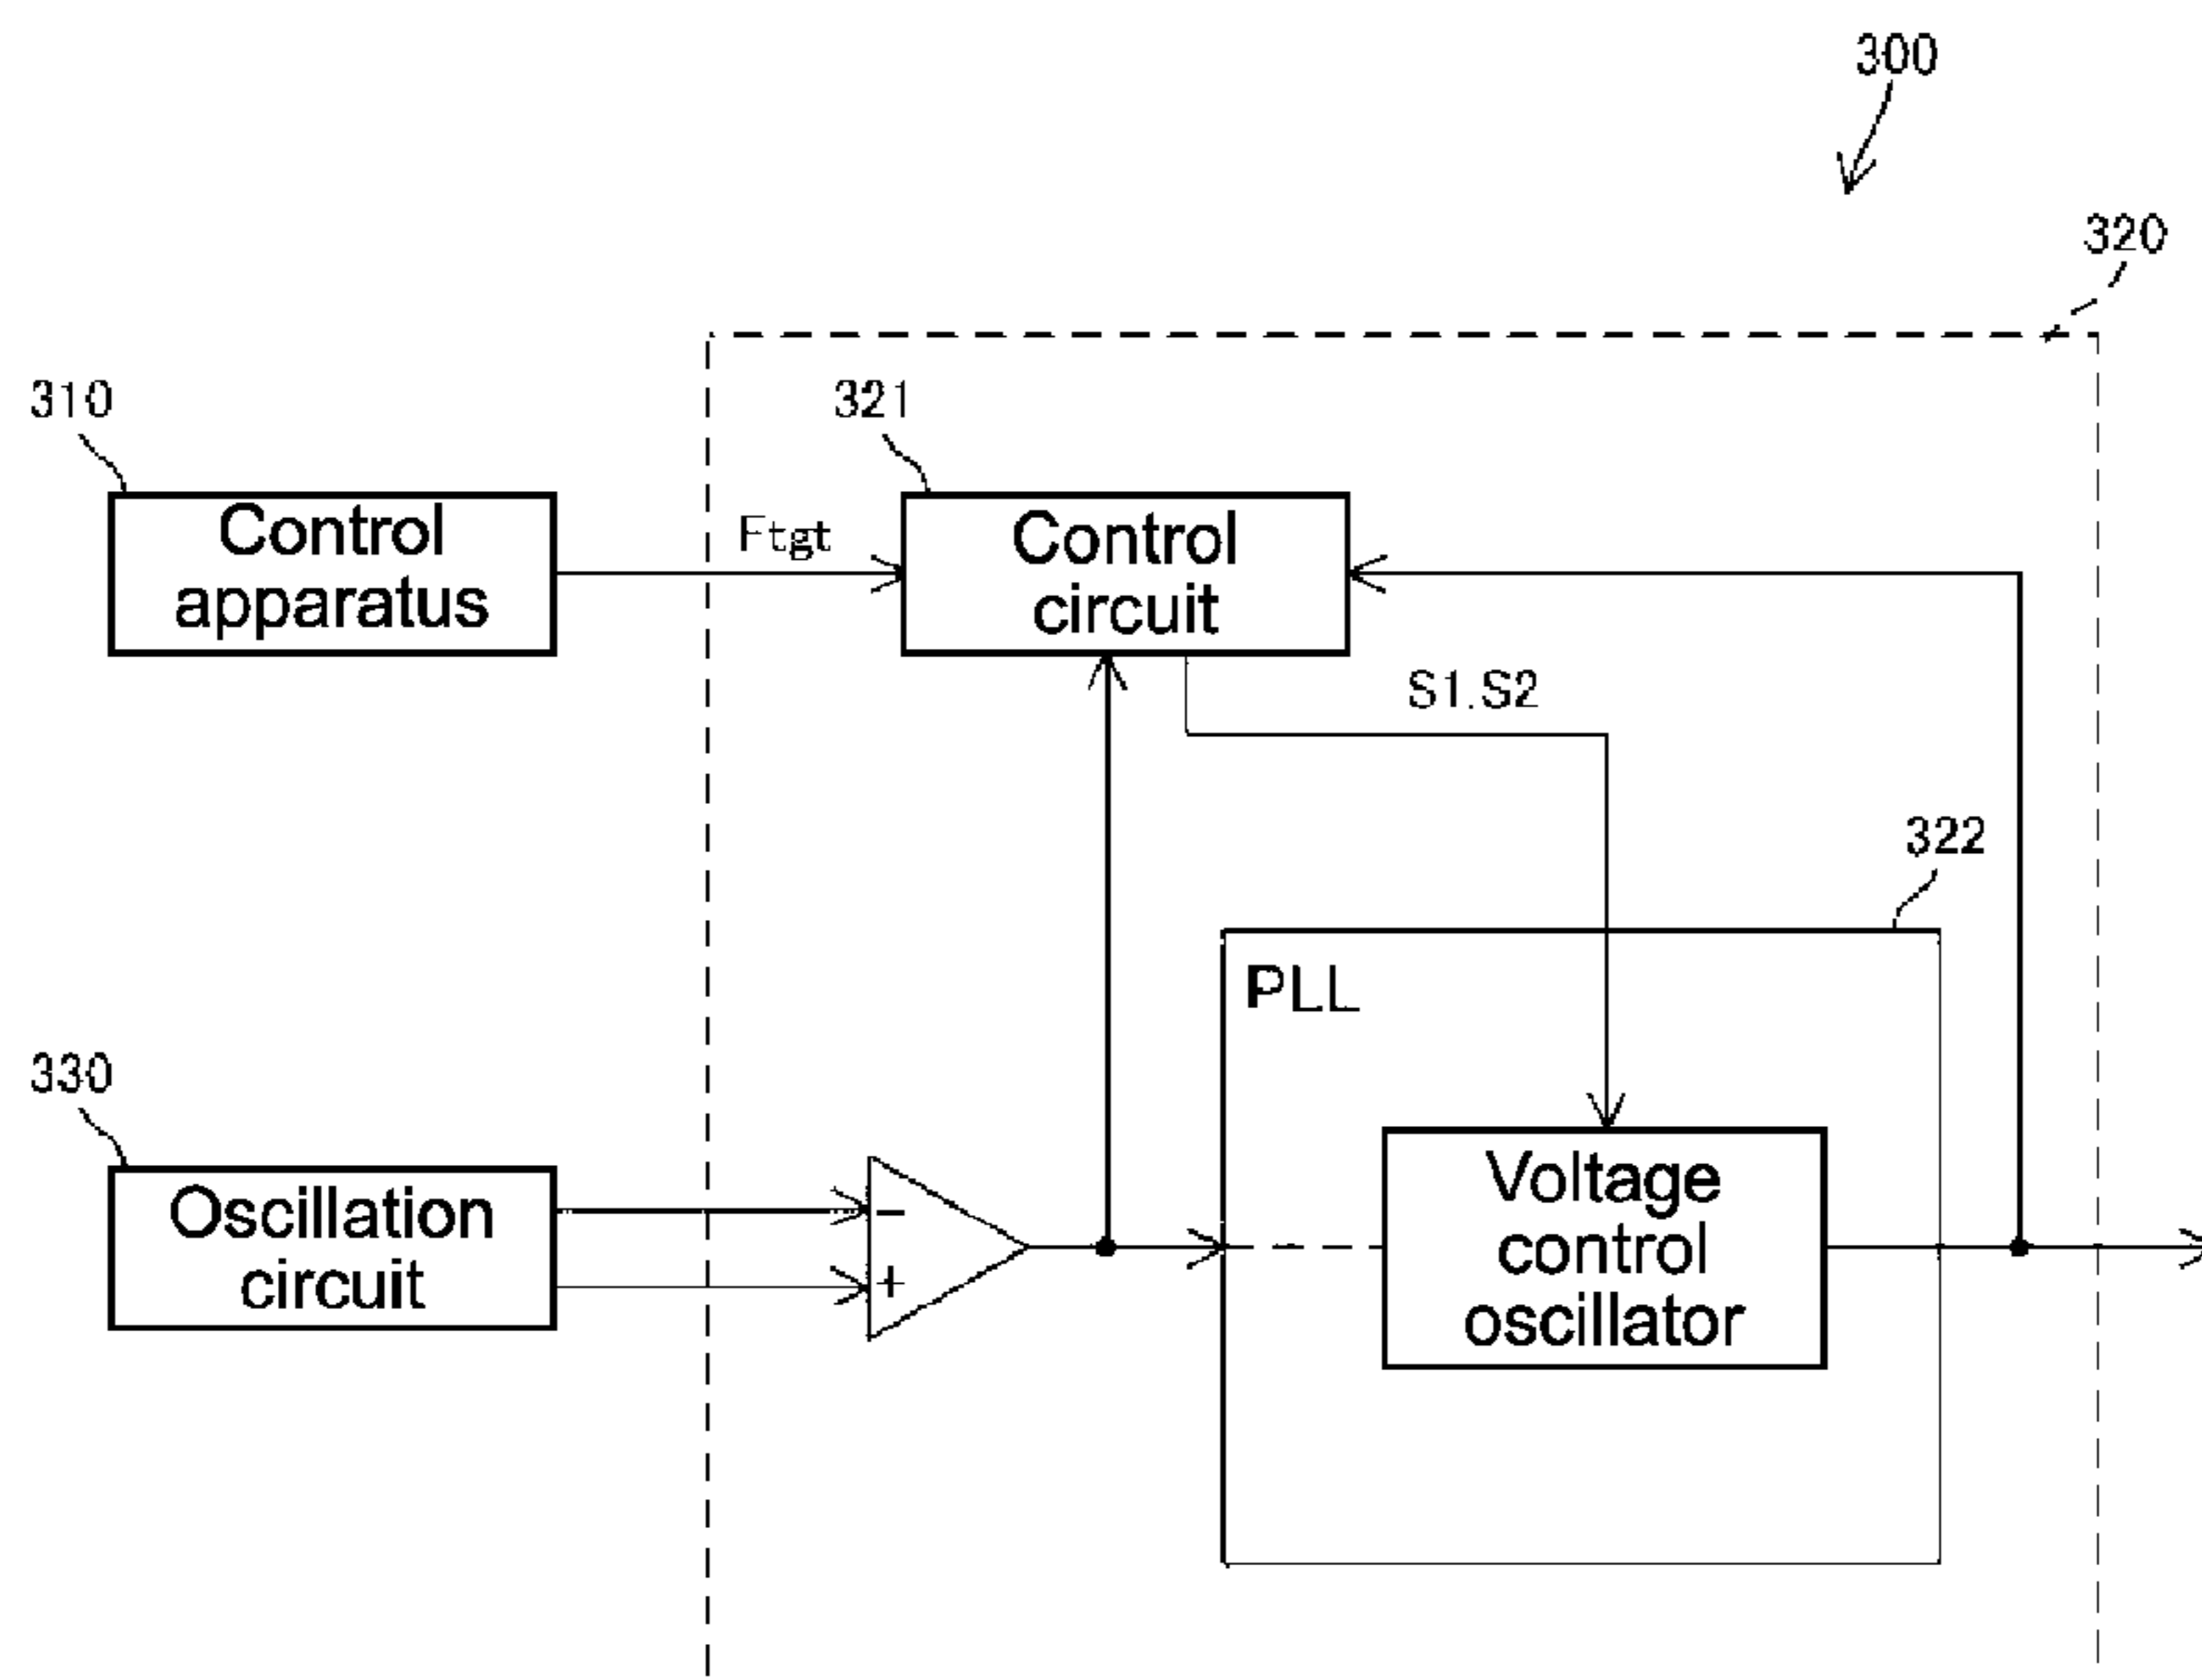 300
320
310
321
Control
apparatus
Ftgt
Control
circuit
S1.S2
322
PLL
330
Oscillation
circuit
−
+
Voltage
control
oscillator